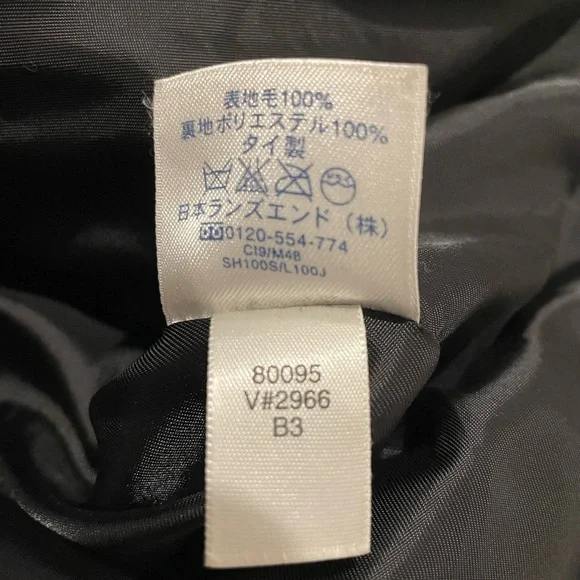 表地毛100%
裏地ポリエステル100%
タイ製
日本ランズエンド（株）
0120-554-774
C19/M48
SH100S/L100J
80095
V#2966
B3